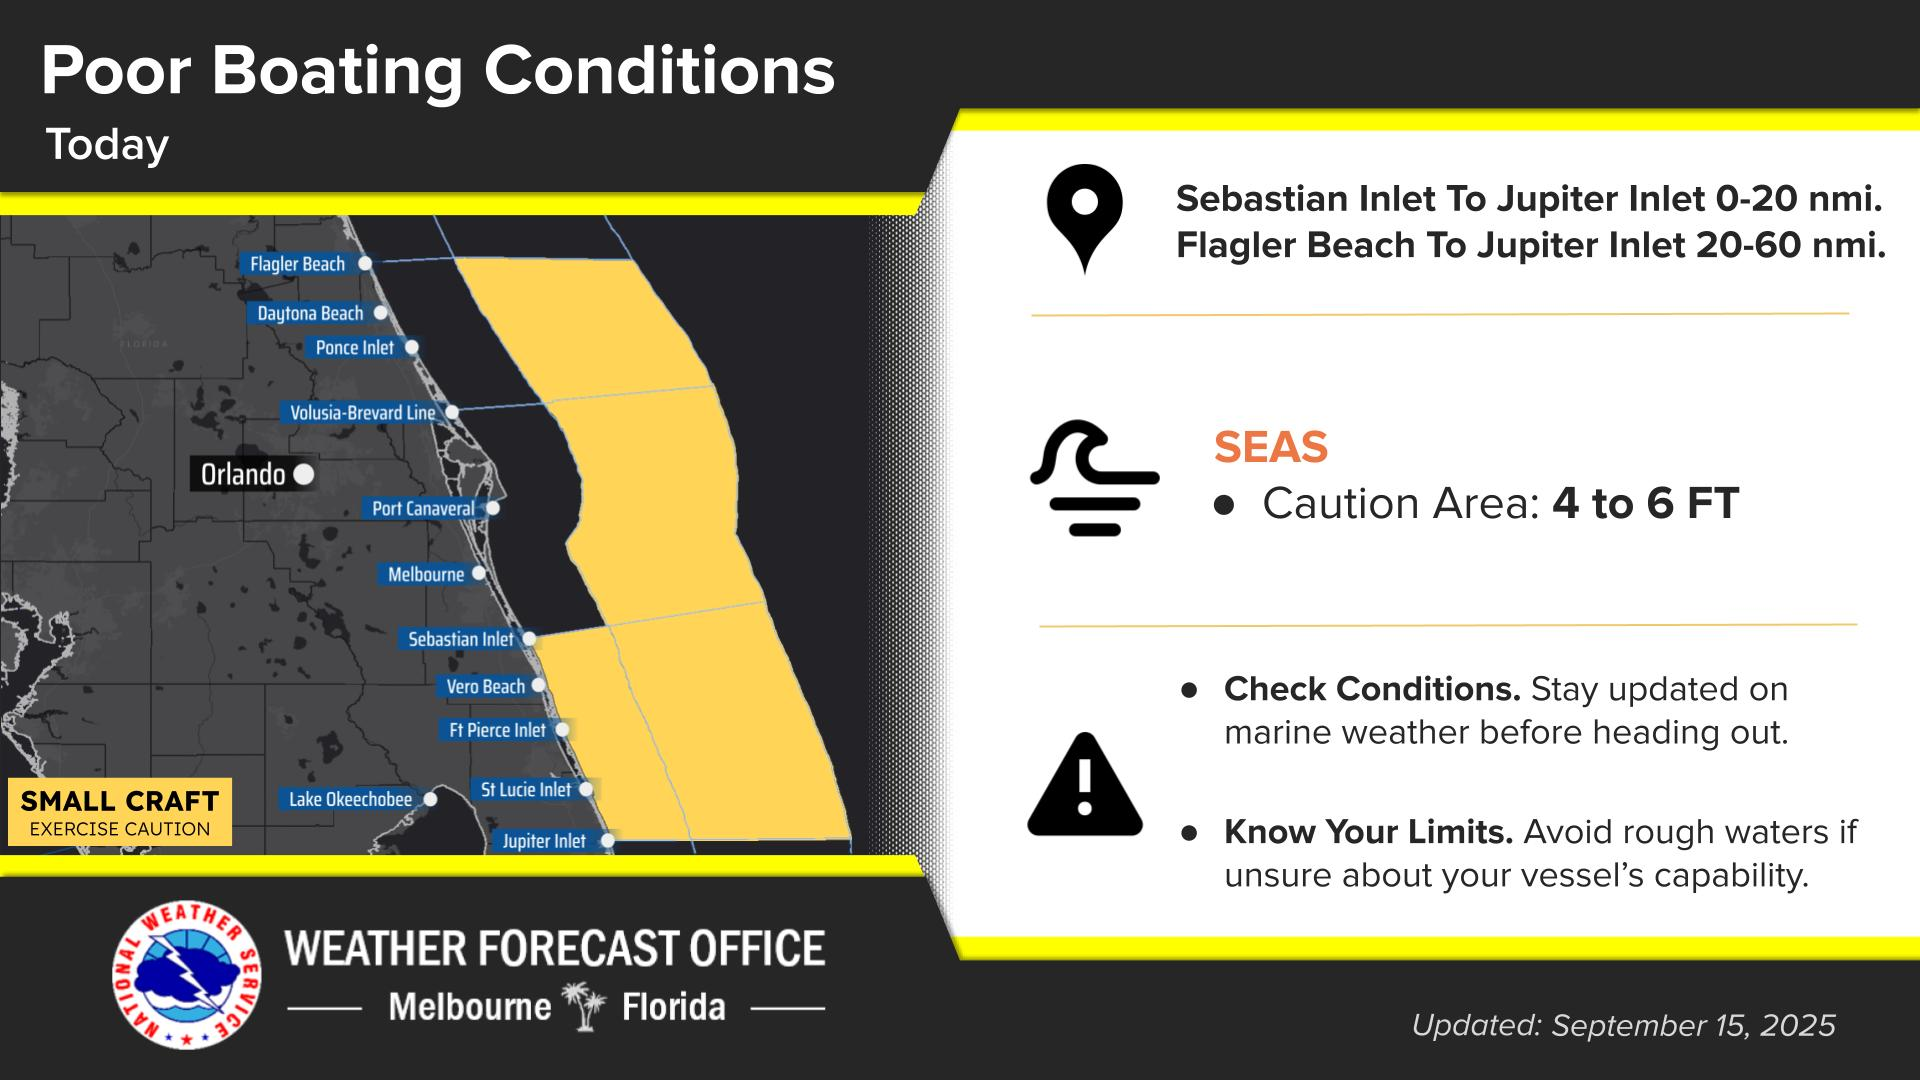 Poor Boating Conditions
Today
Sebastian Inlet To Jupiter Inlet 0-20 nmi.
Flagler Beach To Jupiter Inlet 20-60 nmi.
SEAS
● Caution Area: 4 to 6 FT
● Check Conditions. Stay updated on
marine weather before heading out.
● Know Your Limits. Avoid rough waters if
unsure about your vessel’s capability.
Flagler Beach
Daytona Beach
Ponce Inlet
FLORIDA
Volusia-Brevard Line
Orlando
Port Canaveral
Melbourne
Sebastian Inlet
Vero Beach
Ft Pierce Inlet
St Lucie Inlet
Lake Okeechobee
Jupiter Inlet
SMALL CRAFT
EXERCISE CAUTION
NATIONAL WEATHER SERVICE
WEATHER FORECAST OFFICE
Melbourne Florida
Updated: September 15, 2025